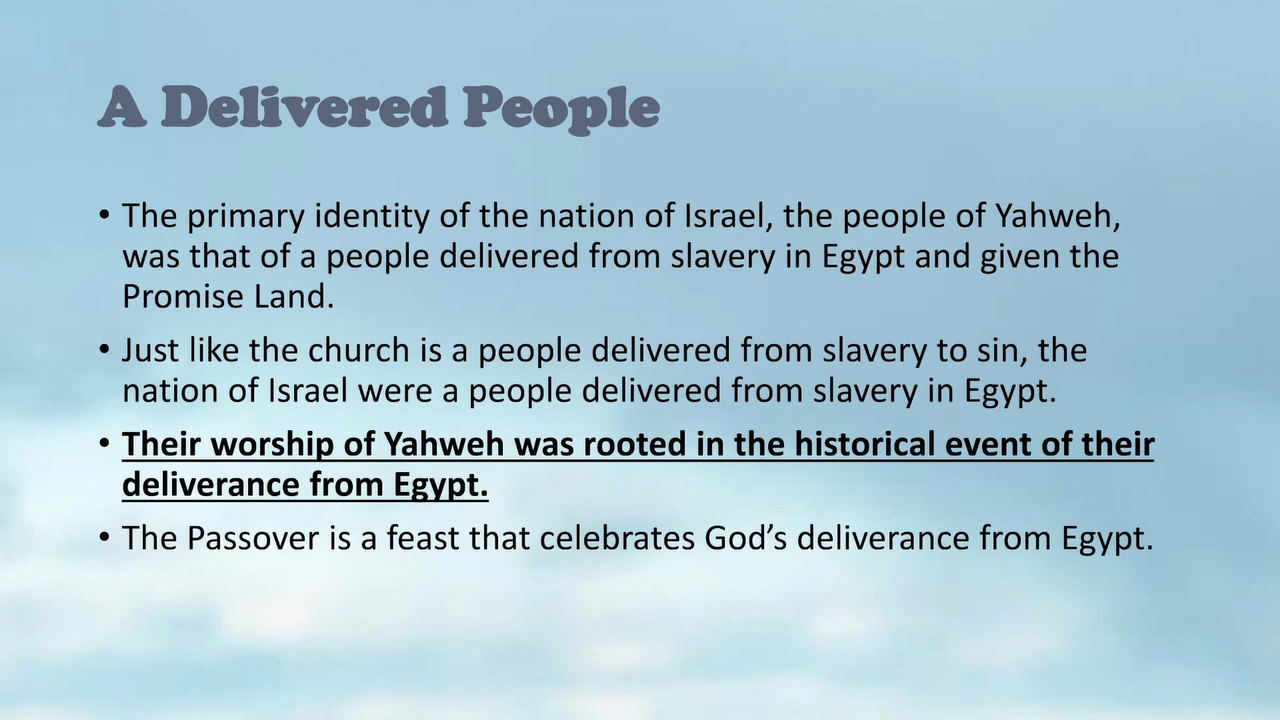 A Delivered People
• The primary identity of the nation of Israel, the people of Yahweh,
was that of a people delivered from slavery in Egypt and given the
Promise Land.
• Just like the church is a people delivered from slavery to sin, the
nation of Israel were a people delivered from slavery in Egypt.
• Their worship of Yahweh was rooted in the historical event of their
deliverance from Egypt.
• The Passover is a feast that celebrates God’s deliverance from Egypt.